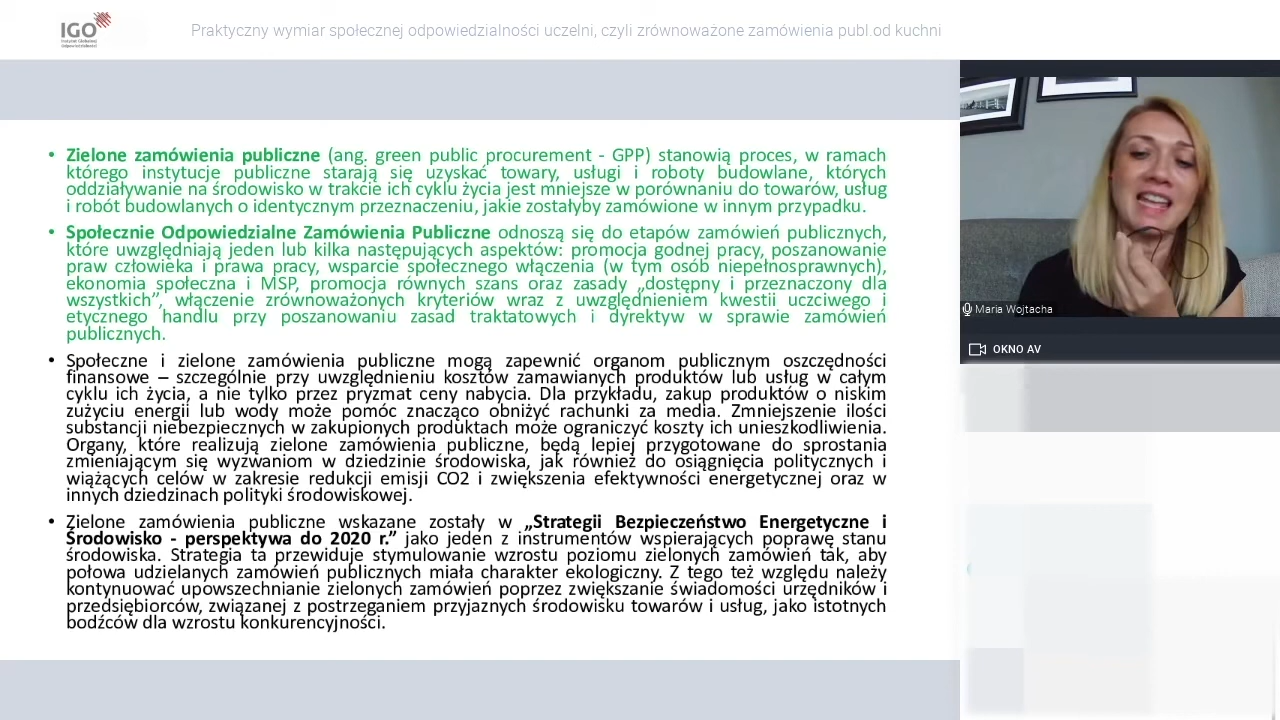 IGO
Instytut Globalnej
Odpowiedzialności
Praktyczny wymiar społecznej odpowiedzialności uczelni, czyli zrównoważone zamówienia publ.od kuchni
• Zielone zamówienia publiczne (ang. green public procurement - GPP) stanowią proces, w ramach
którego instytucje publiczne starają się uzyskać towary, usługi i roboty budowlane, których
oddziaływanie na środowisko w trakcie ich cyklu życia jest mniejsze w porównaniu do towarów, usług
i robót budowlanych o identycznym przeznaczeniu, jakie zostałyby zamówione w innym przypadku.
• Społecznie Odpowiedzialne Zamówienia Publiczne odnoszą się do etapów zamówień publicznych,
które uwzględniają jeden lub kilka następujących aspektów: promocja godnej pracy, poszanowanie
praw człowieka i prawa pracy, wsparcie społecznego włączenia (w tym osób niepełnosprawnych),
ekonomia społeczna i MSP, promocja równych szans oraz zasady „dostępny i przeznaczony dla
wszystkich”, włączenie zrównoważonych kryteriów wraz z uwzględnieniem kwestii uczciwego i
etycznego handlu przy poszanowaniu zasad traktatowych i dyrektyw w sprawie zamówień
publicznych.
• Społeczne i zielone zamówienia publiczne mogą zapewnić organom publicznym oszczędności
finansowe – szczególnie przy uwzględnieniu kosztów zamawianych produktów lub usług w całym
cyklu ich życia, a nie tylko przez pryzmat ceny nabycia. Dla przykładu, zakup produktów o niskim
zużyciu energii lub wody może pomóc znacząco obniżyć rachunki za media. Zmniejszenie ilości
substancji niebezpiecznych w zakupionych produktach może ograniczyć koszty ich unieszkodliwienia.
Organy, które realizują zielone zamówienia publiczne, będą lepiej przygotowane do sprostania
zmieniającym się wyzwaniom w dziedzinie środowiska, jak również do osiągnięcia politycznych i
wiążących celów w zakresie redukcji emisji CO2 i zwiększenia efektywności energetycznej oraz w
innych dziedzinach polityki środowiskowej.
• Zielone zamówienia publiczne wskazane zostały w „Strategii Bezpieczeństwo Energetyczne i
Środowisko - perspektywa do 2020 r.” jako jeden z instrumentów wspierających poprawę stanu
środowiska. Strategia ta przewiduje stymulowanie wzrostu poziomu zielonych zamówień tak, aby
połowa udzielanych zamówień publicznych miała charakter ekologiczny. Z tego też względu należy
kontynuować upowszechnianie zielonych zamówień poprzez zwiększanie świadomości urzędników i
przedsiębiorców, związanej z postrzeganiem przyjaznych środowisku towarów i usług, jako istotnych
bodźców dla wzrostu konkurencyjności.
Maria Wojtacha
OKNO AV